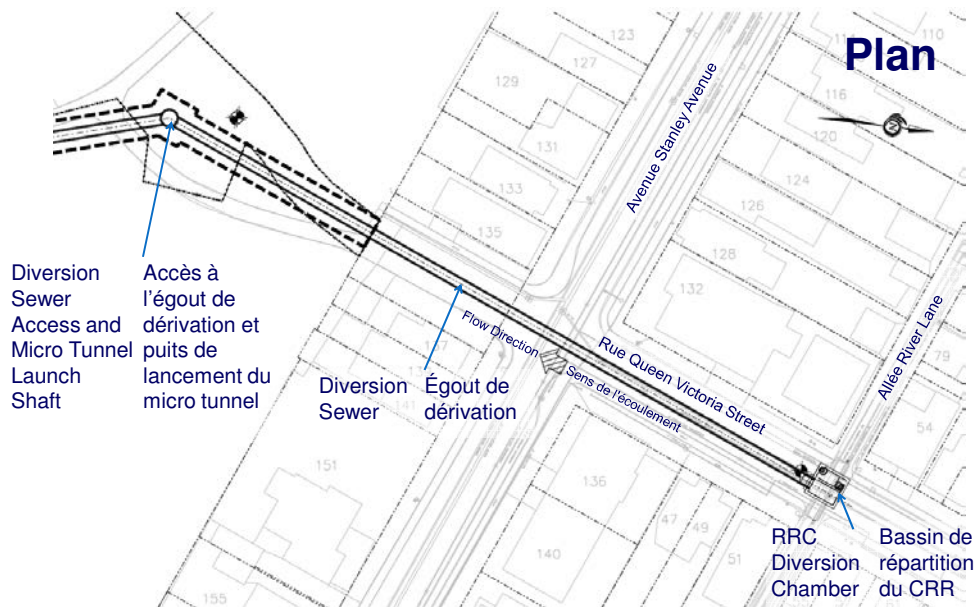 Plan
123
127
129
131
133
135
110
116
120
124
126
128
132
Avenue Stanley Avenue
Allée River Lane
79
54
Rue Queen Victoria Street
Flow Direction
Sens de l'écoulement
Diversion
Sewer
Access and
Micro Tunnel
Launch
Shaft
Accès à
l'égout de
dérivation et
puits de
lancement du
micro tunnel
Diversion
Sewer
Égout de
dérivation
141
151
155
136
140
47
49
51
RRC
Diversion
Chamber
Bassin de
répartition
du CRR